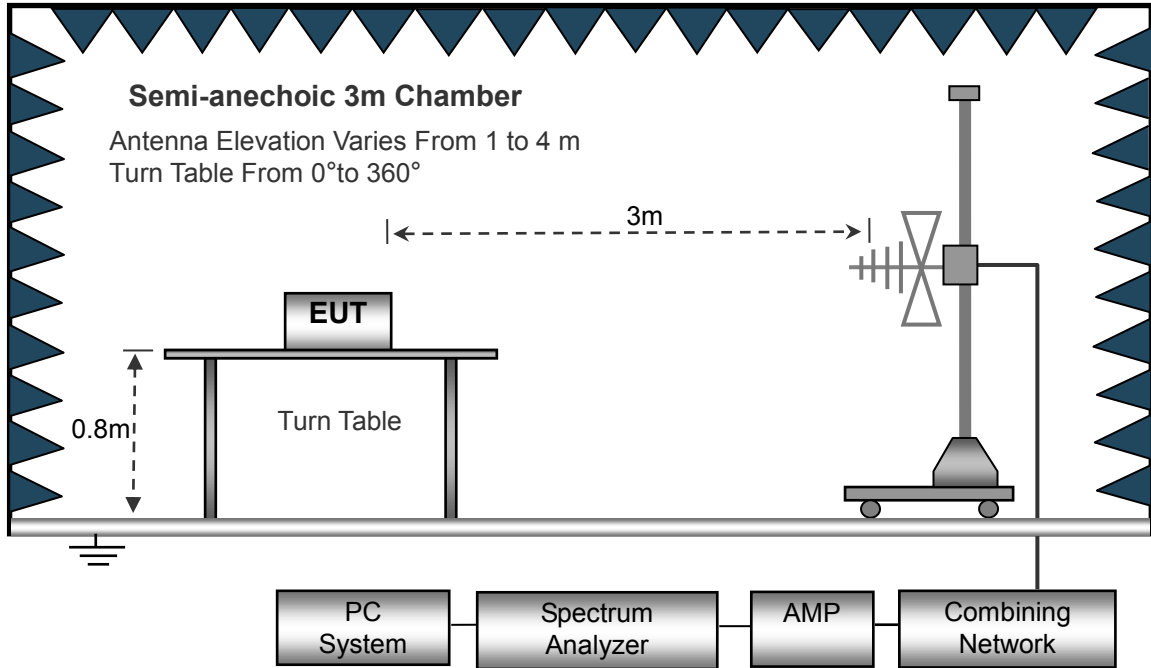 Semi-anechoic 3m Chamber
Antenna Elevation Varies From 1 to 4 m
Turn Table From 0°to 360°
3m
EUT
0.8m
Turn Table
PC
System
Spectrum
Analyzer
AMP
Combining
Network